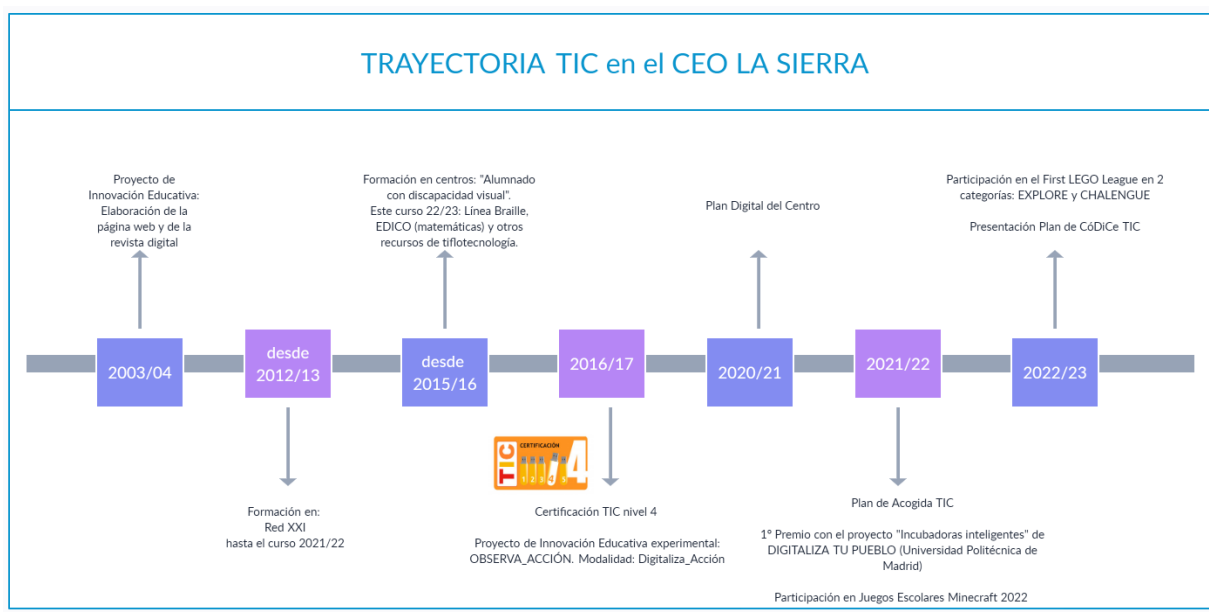 TRAYECTORIA TIC en el CEO LA SIERRA
Proyecto de
Innovación Educativa:
Elaboración de la
página web y de la
revista digital
Formación en centros: "Alumnado
con discapacidad visual".
Este curso 22/23: Línea Braille,
EDICO (matemáticas) y otros
recursos de tiflotecnología.
Plan Digital del Centro
Participación en el First LEGO League en 2
categorías: EXPLORE y CHALENGUE
Presentación Plan de CóDiCe TIC
2003/04
desde
2012/13
desde
2015/16
2016/17
2020/21
2021/22
2022/23
Formación en:
Red XXI
hasta el curso 2021/22
TIC
CERTIFICACIÓN
1 2 3 4 5
4
Certificación TIC nivel 4
Proyecto de Innovación Educativa experimental:
OBSERVA_ACCIÓN. Modalidad: Digitaliza_Acción
Plan de Acogida TIC
1º Premio con el proyecto "Incubadoras inteligentes" de
DIGITALIZA TU PUEBLO (Universidad Politécnica de
Madrid)
Participación en Juegos Escolares Minecraft 2022